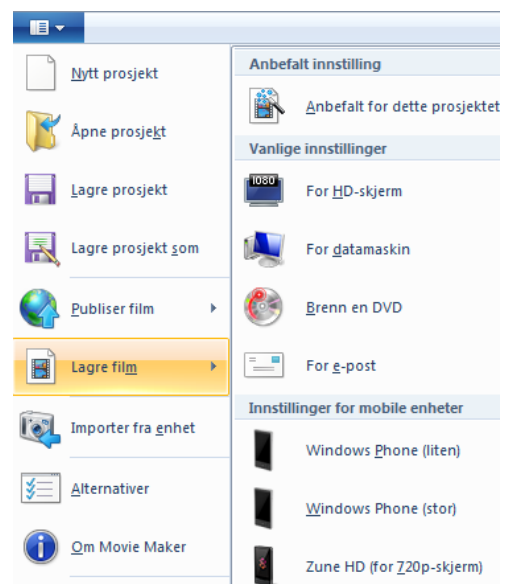 Nytt prosjekt
Åpne prosjekt
Lagre prosjekt
Lagre prosjekt som
Publiser film
Lagre film
Importer fra enhet
Alternativer
Om Movie Maker
Anbefalt innstilling
Anbefalt for dette prosjektet
Vanlige innstillinger
1080
For HD-skjerm
For datamaskin
Brenn en DVD
For e-post
Innstillinger for mobile enheter
Windows Phone (liten)
Windows Phone (stor)
Zune HD (for 720p-skjerm)